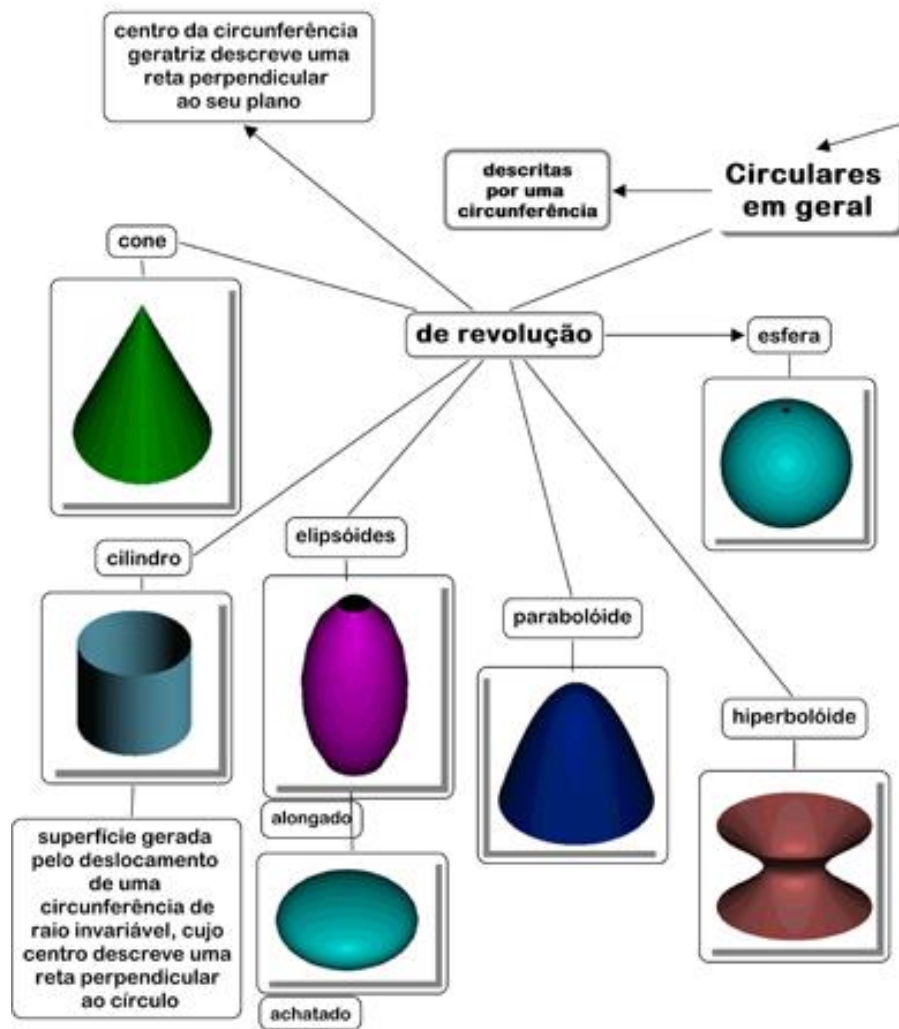 centro da circunferência
geratriz descreve uma
reta perpendicular
ao seu plano
descritas
por uma
circunferência
Circulares
em geral
cone
de revolução
esfera
cilindro
elipsóides
parabolóide
hiperbolóide
alongado
superfície gerada
pelo deslocamento
de uma
circunferência de
raio invariável, cujo
centro descreve uma
reta perpendicular
ao círculo
achatado